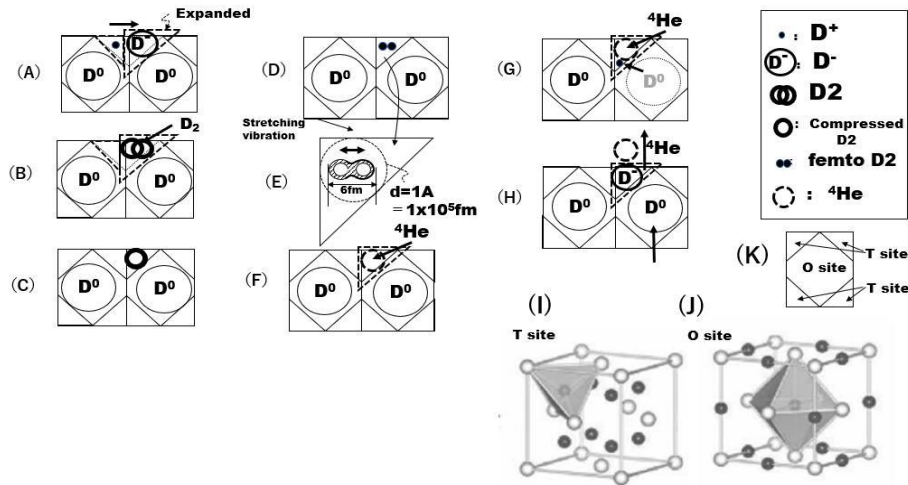 Expanded
(A)
D⁻
D⁰
D⁰
D₂
(B)
D⁰
D⁰
(C)
D⁰
D⁰
(D)
D⁰
D⁰
Stretching
vibration
(E)
6fm
d=1A
=1x10⁵fm
⁴He
(F)
D⁰
D⁰
⁴He
(G)
D⁰
D⁰
⁴He
D⁻
(H)
D⁰
D⁰
: D⁺
D⁻ : D-
: D2
: Compressed
D2
: femto D2
: ⁴He
(K)
T site
O site
T site
(I)
T site
(J)
O site